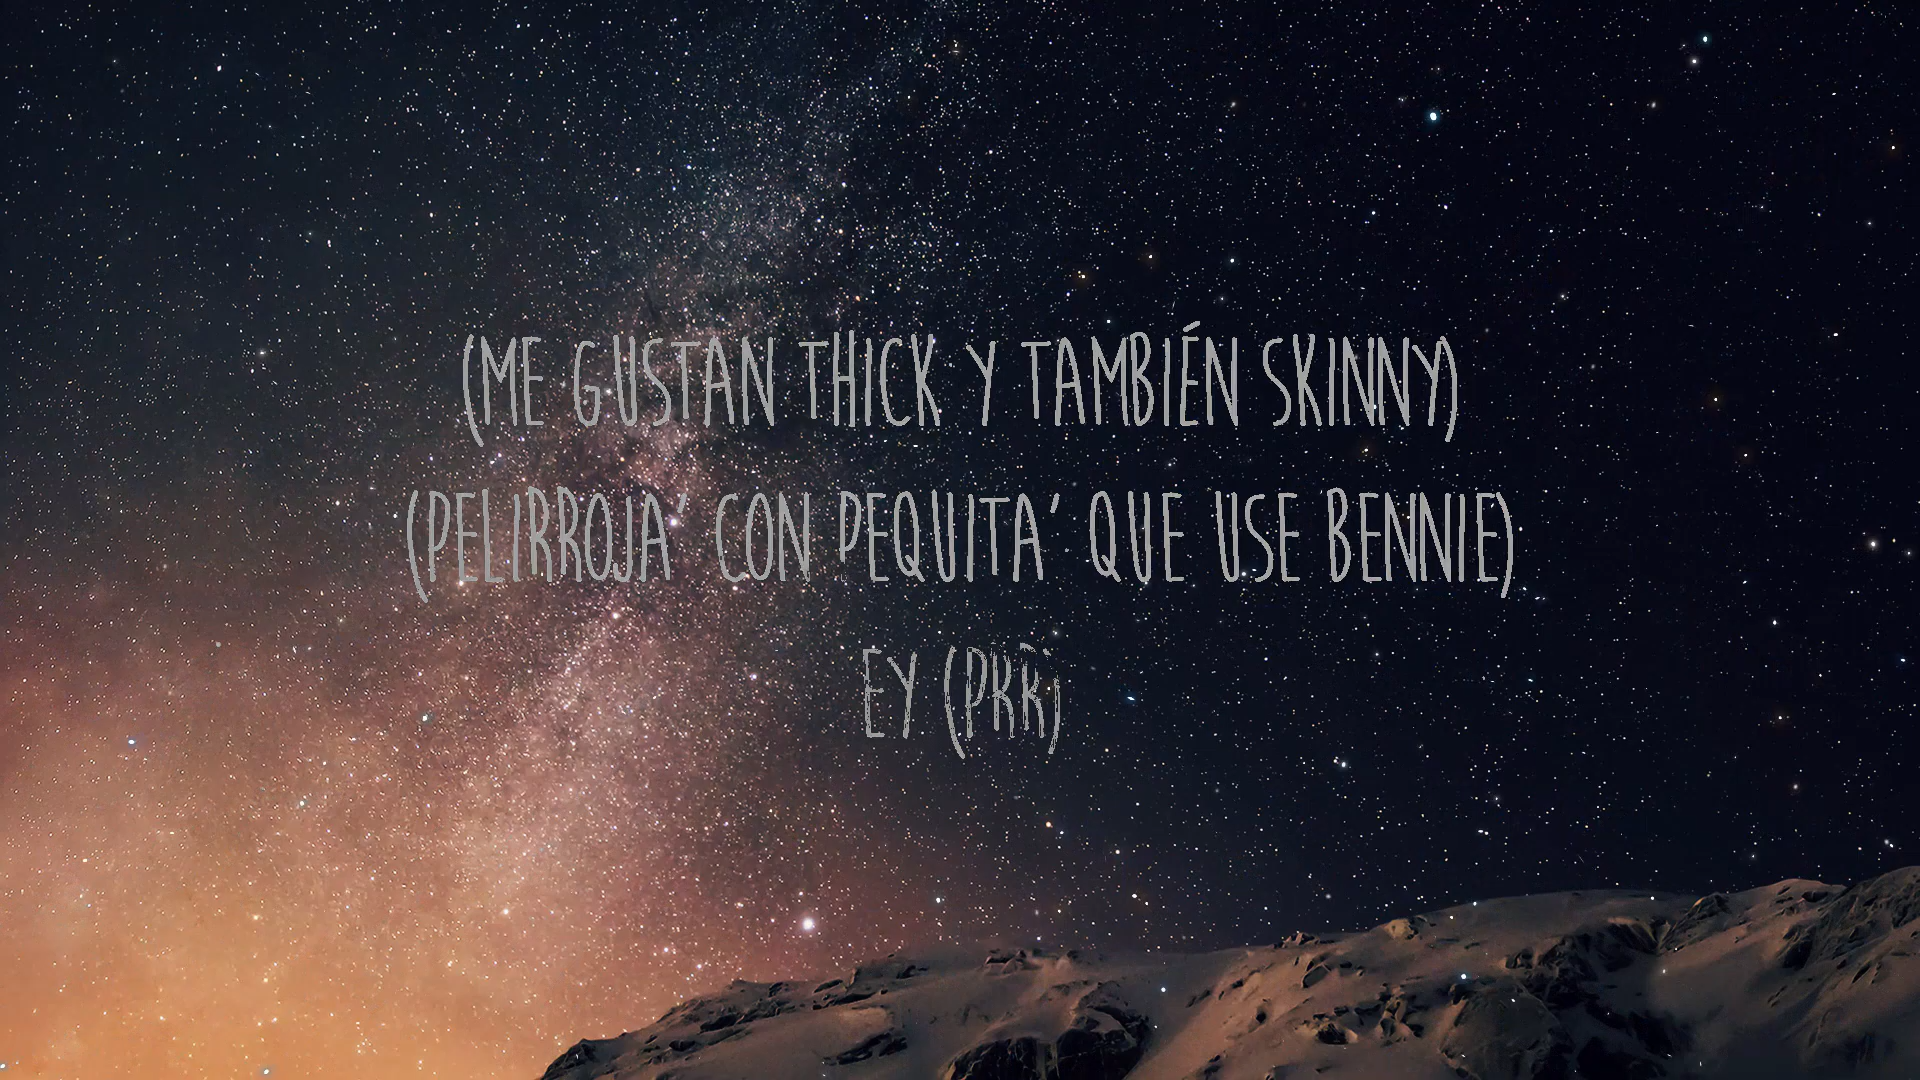 (ME GUSTAN THICK Y TAMBIÉN SKINNY)
(PELIRROJA' CON PEQUITA' QUE USE BENNIE)
EY (PRR)